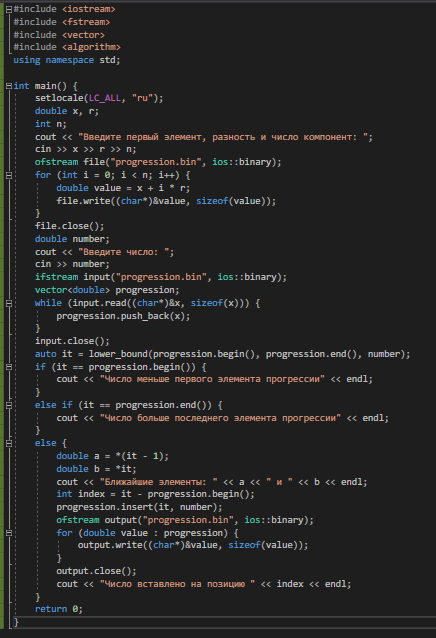 #include <iostream>
#include <fstream>
#include <vector>
#include <algorithm>
using namespace std;

int main() {
    setlocale(LC_ALL, "ru");
    double x, r;
    int n;
    cout << "Введите первый элемент, разность и число компонент: ";
    cin >> x >> r >> n;
    ofstream file("progression.bin", ios::binary);
    for (int i = 0; i < n; i++) {
        double value = x + i * r;
        file.write((char*)&value, sizeof(value));
    }
    file.close();
    double number;
    cout << "Введите число: ";
    cin >> number;
    ifstream input("progression.bin", ios::binary);
    vector<double> progression;
    while (input.read((char*)&x, sizeof(x))) {
        progression.push_back(x);
    }
    input.close();
    auto it = lower_bound(progression.begin(), progression.end(), number);
    if (it == progression.begin()) {
        cout << "Число меньше первого элемента прогрессии" << endl;
    }
    else if (it == progression.end()) {
        cout << "Число больше последнего элемента прогрессии" << endl;
    }
    else {
        double a = *(it - 1);
        double b = *it;
        cout << "Ближайшие элементы: " << a << " и " << b << endl;
        int index = it - progression.begin();
        progression.insert(it, number);
        ofstream output("progression.bin", ios::binary);
        for (double value : progression) {
            output.write((char*)&value, sizeof(value));
        }
        output.close();
        cout << "Число вставлено на позицию " << index << endl;
    }
    return 0;
}